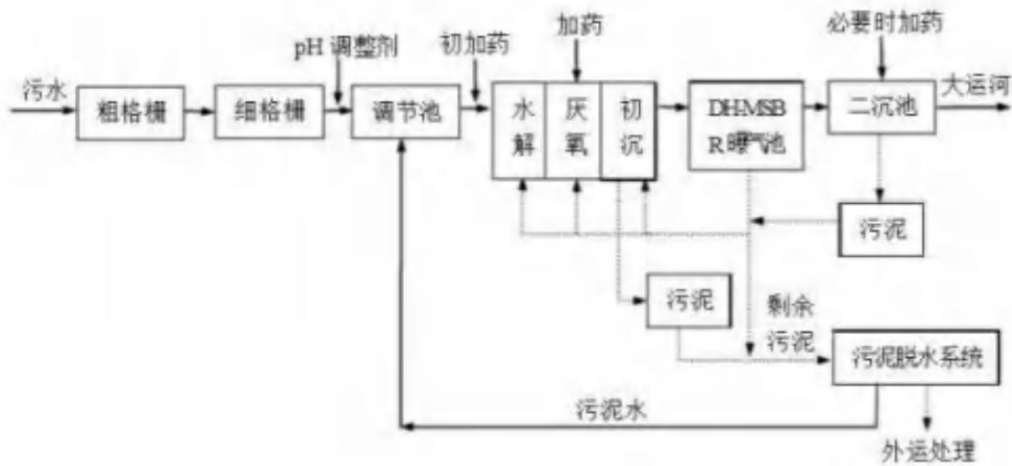 必要时加药
加药
pH 调整剂
初加药
污水
大运河
粗格栅
细格栅
调节池
水解
厌氧
初沉
DH-MSB
R 曝气池
二沉池
污泥
污泥
剩余
污泥
污泥脱水系统
污泥水
外运处理